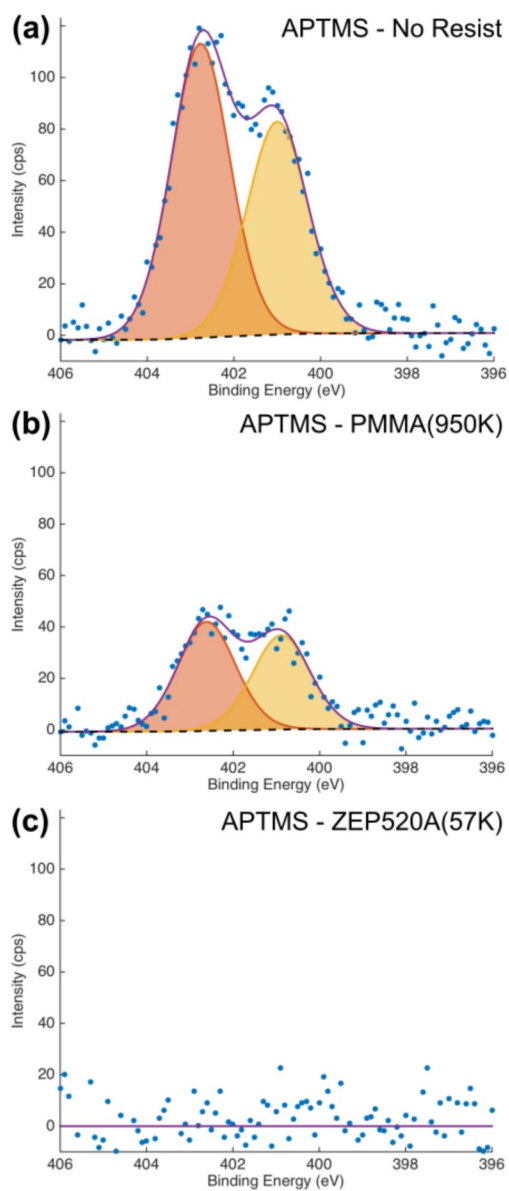 (a) APTMS - No Resist
100
80
60
40
20
0
Intensity (cps)
406 404 402 400 398 396
Binding Energy (eV)
(b) APTMS - PMMA(950K)
100
80
60
40
20
0
Intensity (cps)
406 404 402 400 398 396
Binding Energy (eV)
(c) APTMS - ZEP520A(57K)
100
80
60
40
20
0
Intensity (cps)
406 404 402 400 398 396
Binding Energy (eV)